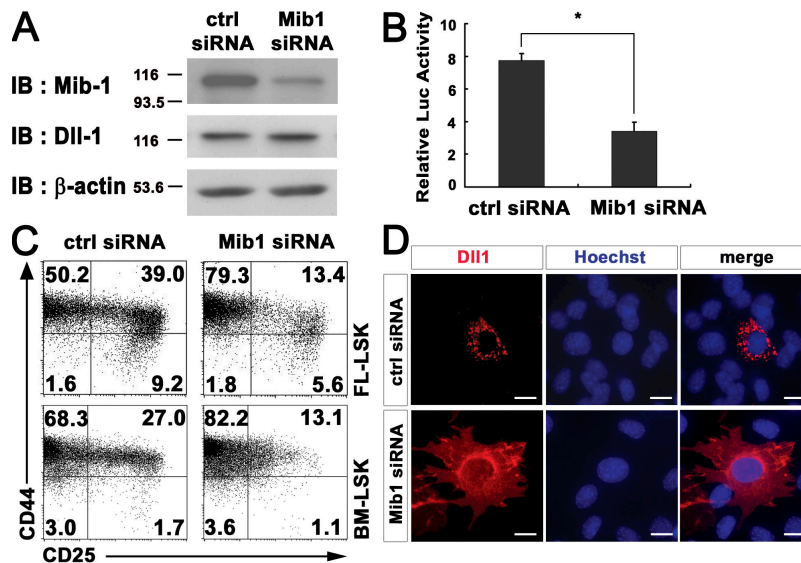 A
ctrl siRNA
Mib1 siRNA
IB : Mib-1
116
93.5
IB : Dll-1
116
IB : β-actin
53.6
B
*
Relative Luc Activity
10
8
6
4
2
0
ctrl siRNA
Mib1 siRNA
C
ctrl siRNA
Mib1 siRNA
50.2 39.0
1.6 9.2
79.3 13.4
1.8 5.6
FL-LSK
68.3 27.0
3.0 1.7
82.2 13.1
3.6 1.1
BM-LSK
CD44
CD25
D
Dll1
Hoechst
merge
ctrl siRNA
Mib1 siRNA